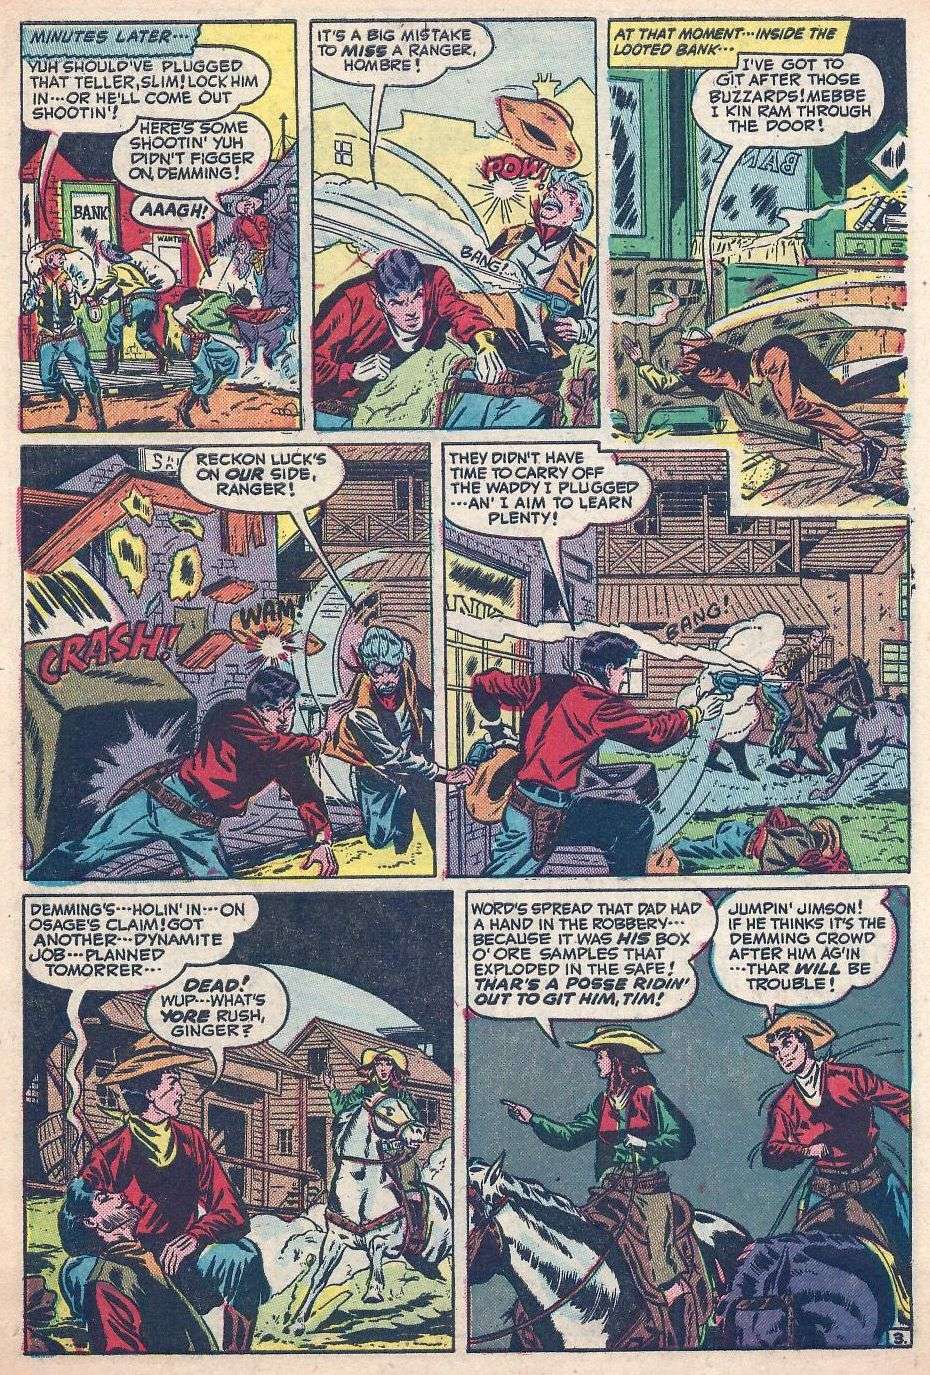 MINUTES LATER---
YUH SHOULD'VE PLUGGED
THAT TELLER, SLIM! LOCK HIM
IN---OR HE'LL COME OUT
SHOOTIN'!
HERE'S SOME
SHOOTIN' YUH
DIDN'T FIGGER
ON, DEMMING!
AAAGH!
BANG!
BANK
WANTED
IT'S A BIG MISTAKE
TO MISS A RANGER,
HOMBRE!
POW!
BANG!
AT THAT MOMENT---INSIDE THE
LOOTED BANK---
I'VE GOT TO
GIT AFTER THOSE
BUZZARDS! MEBBE
I KIN RAM THROUGH
THE DOOR!
BANK
RECKON LUCK'S
ON OUR SIDE,
RANGER!
WAM!
CRASH!
THEY DIDN'T HAVE
TIME TO CARRY OFF
THE WADDY I PLUGGED
---AN' I AIM TO LEARN
PLENTY!
BANG!
DEMMING'S---HOLIN' IN---ON
OSAGE'S CLAIM! GOT
ANOTHER---DYNAMITE
JOB---PLANNED
TOMORRER---
DEAD!
WUP---WHAT'S
YORE RUSH,
GINGER?
WORD'S SPREAD THAT DAD HAD
A HAND IN THE ROBBERY---
BECAUSE IT WAS HIS BOX
O' ORE SAMPLES THAT
EXPLODED IN THE SAFE!
THAR'S A POSSE RIDIN'
OUT TO GIT HIM, TIM!
JUMPIN' JIMSON!
IF HE THINKS IT'S THE
DEMMING CROWD
AFTER HIM AG'IN
---THAR WILL BE
TROUBLE!
3.